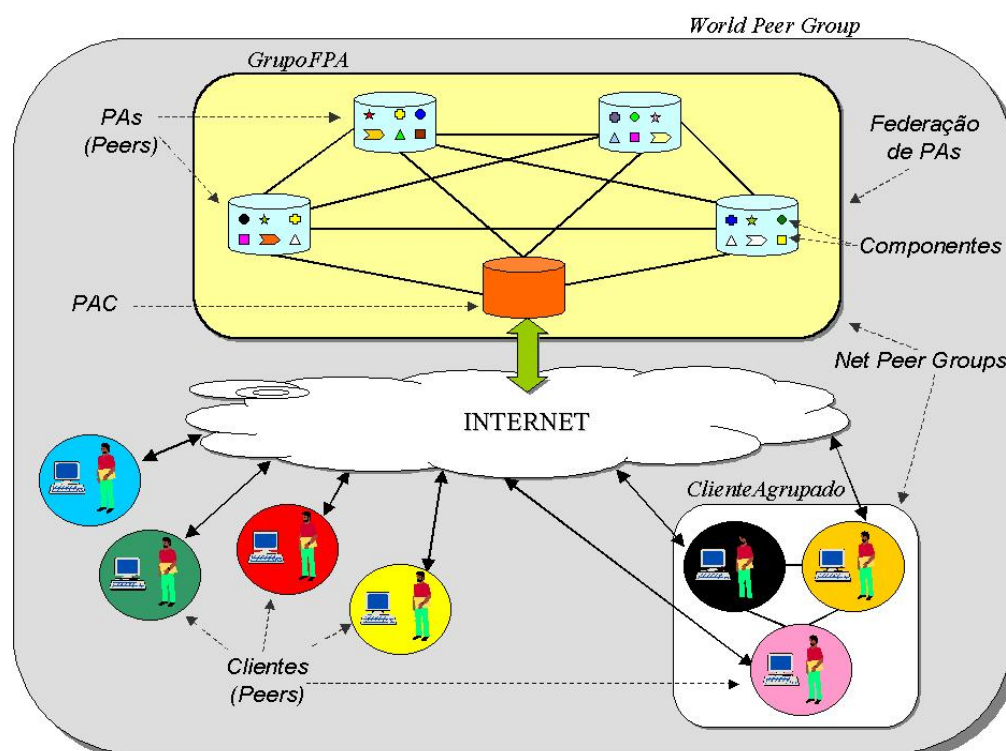 World Peer Group
GrupoFPA
PAs
(Peers)
Federação
de PAs
Componentes
PAC
Net Peer Groups
INTERNET
ClienteAgrupado
Clientes
(Peers)